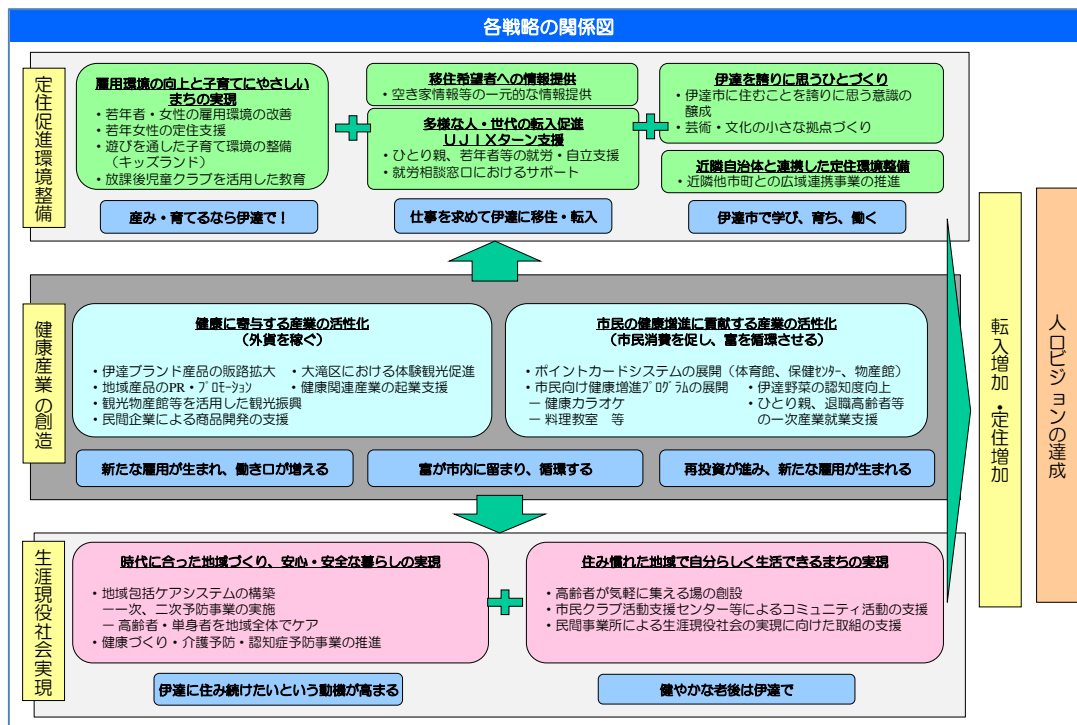 各戦略の関係図
定住促進環境整備
雇用環境の向上と子育てにやさしい
まちの実現
・若年者・女性の雇用環境の改善
・若年女性の定住支援
・遊びを通した子育て環境の整備
（キッズランド）
・放課後児童クラブを活用した教育
産み・育てるなら伊達で！
移住希望者への情報提供
・空き家情報等の一元的な情報提供
多様な人・世代の転入促進
ＵＪＩＸターン支援
・ひとり親、若年者等の就労・自立支援
・就労相談窓口におけるサポート
仕事を求めて伊達に移住・転入
伊達を誇りに思うひとづくり
・伊達市に住むことを誇りに思う意識の
醸成
・芸術・文化の小さな拠点づくり
近隣自治体と連携した定住環境整備
・近隣他市町との広域連携事業の推進
伊達市で学び、育ち、働く
健康産業の創造
健康に寄与する産業の活性化
（外貨を稼ぐ）
・伊達ブランド産品の販路拡大　・大滝区における体験観光促進
・地域産品のPR・ﾌﾟﾛﾓｰｼｮﾝ　・健康関連産業の起業支援
・観光物産館等を活用した観光振興
・民間企業による商品開発の支援
市民の健康増進に貢献する産業の活性化
（市民消費を促し、富を循環させる）
・ポイントカードシステムの展開（体育館、保健ｾﾝﾀｰ、物産館）
・市民向け健康増進ﾌﾟﾛｸﾞﾗﾑの展開　・伊達野菜の認知度向上
－ 健康カラオケ　・ひとり親、退職高齢者等
－ 料理教室　等　の一次産業就業支援
新たな雇用が生まれ、働き口が増える
富が市内に留まり、循環する
再投資が進み、新たな雇用が生まれる
生涯現役社会実現
時代に合った地域づくり、安心・安全な暮らしの実現
・地域包括ケアシステムの構築
－一次、二次予防事業の実施
－ 高齢者・単身者を地域全体でケア
・健康づくり・介護予防・認知症予防事業の推進
伊達に住み続けたいという動機が高まる
住み慣れた地域で自分らしく生活できるまちの実現
・高齢者が気軽に集える場の創設
・市民クラブ活動支援センター等によるコミュニティ活動の支援
・民間事業所による生涯現役社会の実現に向けた取組の支援
健やかな老後は伊達で
転入増加・定住増加
人口ビジョンの達成